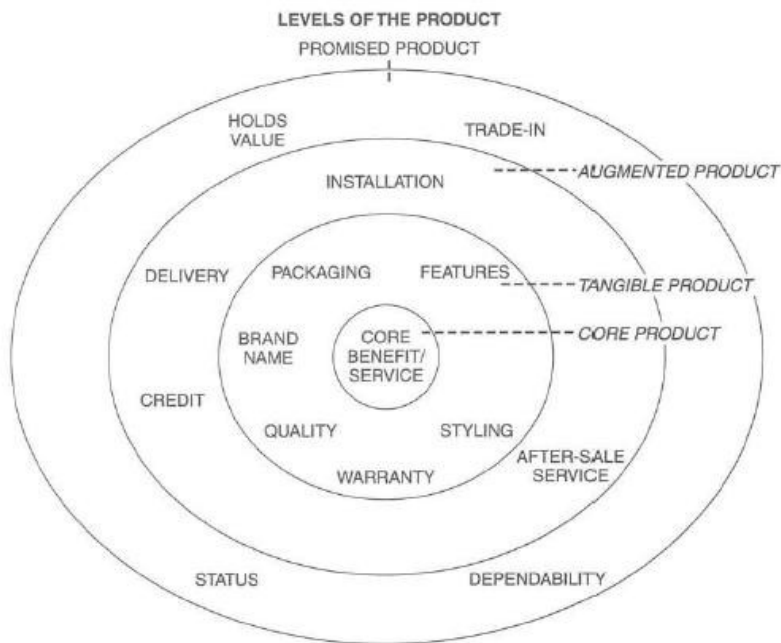 LEVELS OF THE PRODUCT
PROMISED PRODUCT
HOLDS
VALUE
TRADE-IN
AUGMENTED PRODUCT
INSTALLATION
DELIVERY
PACKAGING
FEATURES
TANGIBLE PRODUCT
BRAND
NAME
CORE
BENEFIT/
SERVICE
CORE PRODUCT
CREDIT
QUALITY
STYLING
WARRANTY
AFTER-SALE
SERVICE
STATUS
DEPENDABILITY